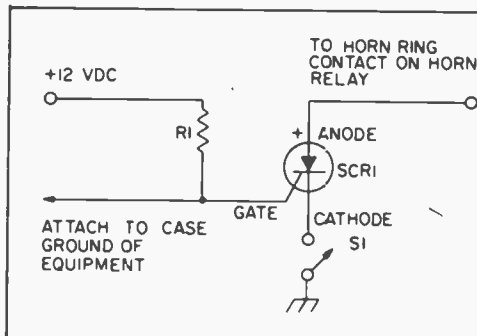 +12 VDC
TO HORN RING
CONTACT ON HORN
RELAY
R1
+ ANODE
SCR1
GATE
CATHODE
S1
ATTACH TO CASE
GROUND OF
EQUIPMENT